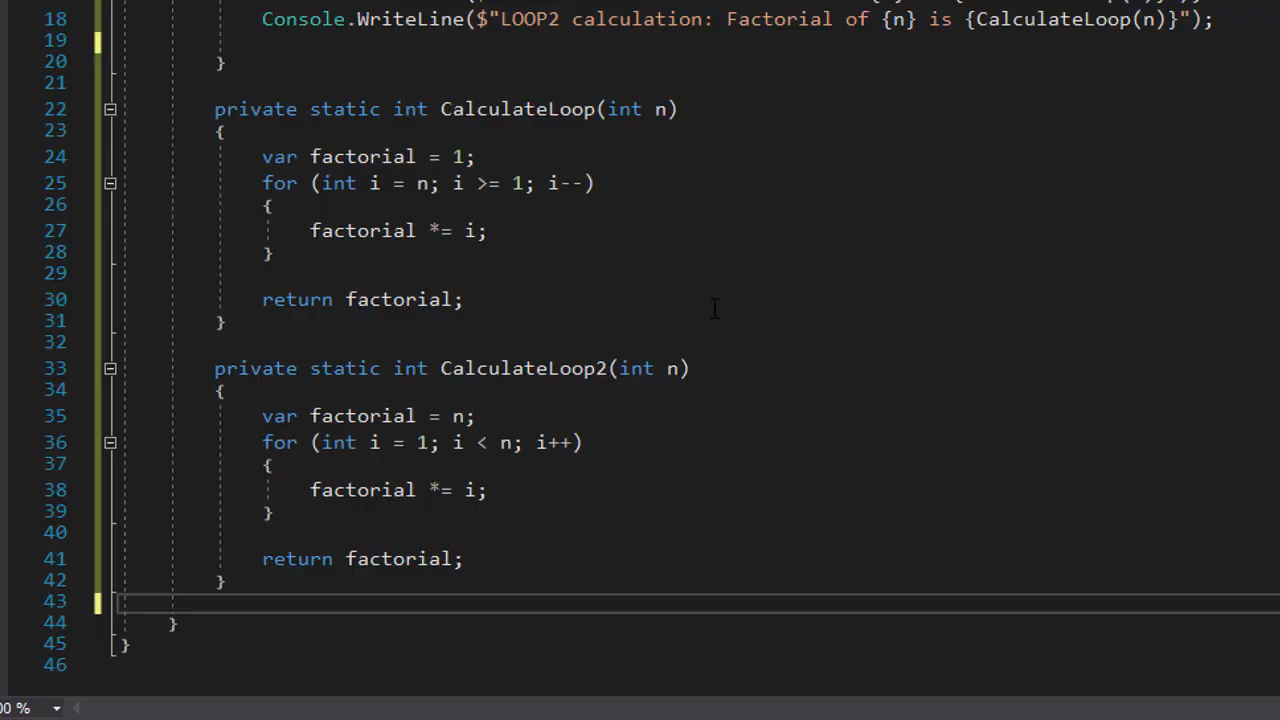 18 Console.WriteLine($"LOOP2 calculation: Factorial of {n} is {CalculateLoop(n)}");
19
20 }
21
22 private static int CalculateLoop(int n)
23 {
24 var factorial = 1;
25 for (int i = n; i >= 1; i--)
26 {
27 factorial *= i;
28 }
29
30 return factorial;
31 }
32
33 private static int CalculateLoop2(int n)
34 {
35 var factorial = n;
36 for (int i = 1; i < n; i++)
37 {
38 factorial *= i;
39 }
40
41 return factorial;
42 }
43
44 }
45 }
46
00 %